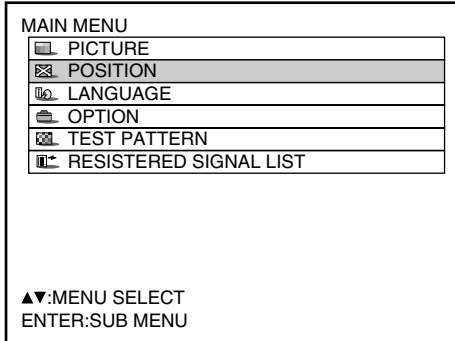 MAIN MENU
PICTURE
POSITION
LANGUAGE
OPTION
TEST PATTERN
RESISTERED SIGNAL LIST
▲▼:MENU SELECT
ENTER:SUB MENU